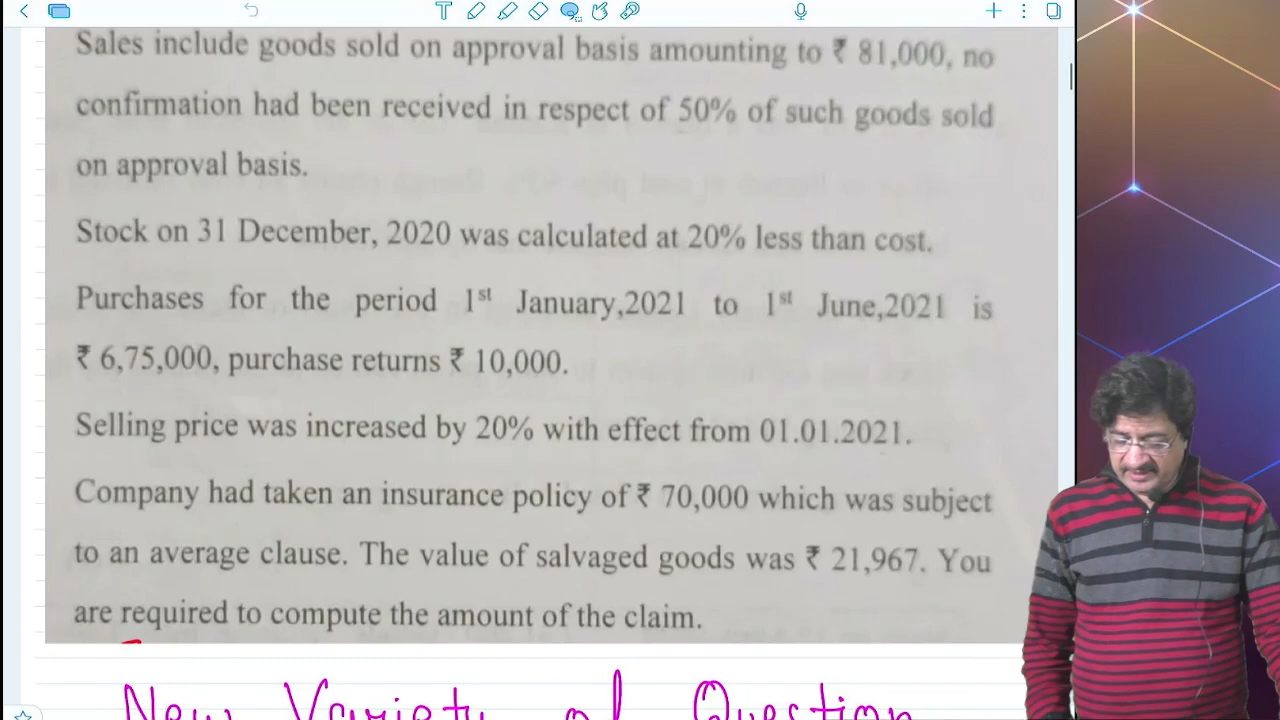 Sales include goods sold on approval basis amounting to ₹ 81,000, no
confirmation had been received in respect of 50% of such goods sold
on approval basis.
Stock on 31 December, 2020 was calculated at 20% less than cost.
Purchases for the period 1st January,2021 to 1st June,2021 is
₹ 6,75,000, purchase returns ₹ 10,000.
Selling price was increased by 20% with effect from 01.01.2021.
Company had taken an insurance policy of ₹ 70,000 which was subject
to an average clause. The value of salvaged goods was ₹ 21,967. You
are required to compute the amount of the claim.
New Variety of Question